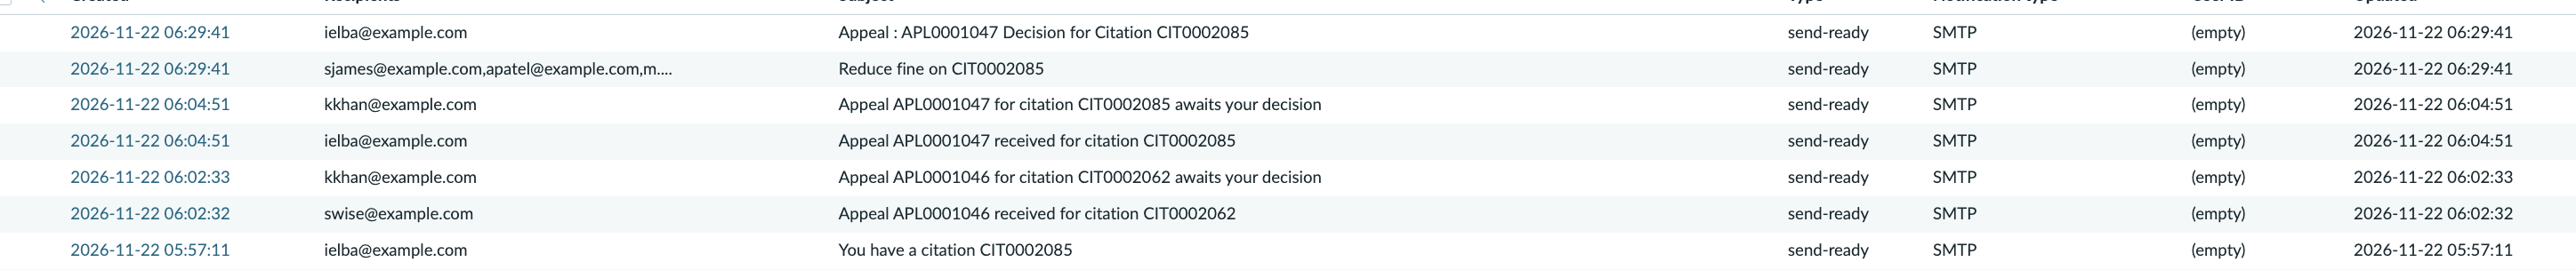 Created Recipients Subject Type Notification type User ID Updated
2026-11-22 06:29:41 ielba@example.com Appeal : APL0001047 Decision for Citation CIT0002085 send-ready SMTP (empty) 2026-11-22 06:29:41
2026-11-22 06:29:41 sjames@example.com,apatel@example.com,m.... Reduce fine on CIT0002085 send-ready SMTP (empty) 2026-11-22 06:29:41
2026-11-22 06:04:51 kkhan@example.com Appeal APL0001047 for citation CIT0002085 awaits your decision send-ready SMTP (empty) 2026-11-22 06:04:51
2026-11-22 06:04:51 ielba@example.com Appeal APL0001047 received for citation CIT0002085 send-ready SMTP (empty) 2026-11-22 06:04:51
2026-11-22 06:02:33 kkhan@example.com Appeal APL0001046 for citation CIT0002062 awaits your decision send-ready SMTP (empty) 2026-11-22 06:02:33
2026-11-22 06:02:32 swise@example.com Appeal APL0001046 received for citation CIT0002062 send-ready SMTP (empty) 2026-11-22 06:02:32
2026-11-22 05:57:11 ielba@example.com You have a citation CIT0002085 send-ready SMTP (empty) 2026-11-22 05:57:11